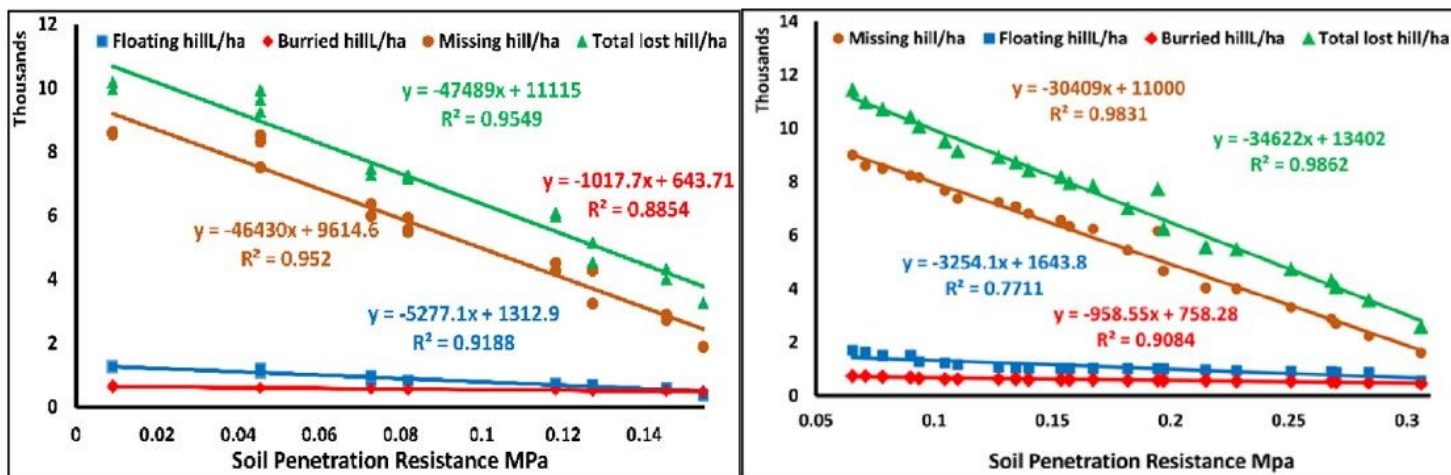 12
10
8
6
4
2
0
Thousands
Floating hillL/ha
Burried hillL/ha
Missing hill/ha
Total lost hill/ha
y = -47489x + 11115
R² = 0.9549
y = -1017.7x + 643.71
R² = 0.8854
y = -46430x + 9614.6
R² = 0.952
y = -5277.1x + 1312.9
R² = 0.9188
0 0.02 0.04 0.06 0.08 0.1 0.12 0.14
Soil Penetration Resistance MPa
14
12
10
8
6
4
2
0
Thousands
Missing hill/ha
Floating hillL/ha
Burried hillL/ha
Total lost hill/ha
y = -30409x + 11000
R² = 0.9831
y = -34622x + 13402
R² = 0.9862
y = -3254.1x + 1643.8
R² = 0.7711
y = -958.55x + 758.28
R² = 0.9084
0.05 0.1 0.15 0.2 0.25 0.3
Soil Penetration Resistance Mpa